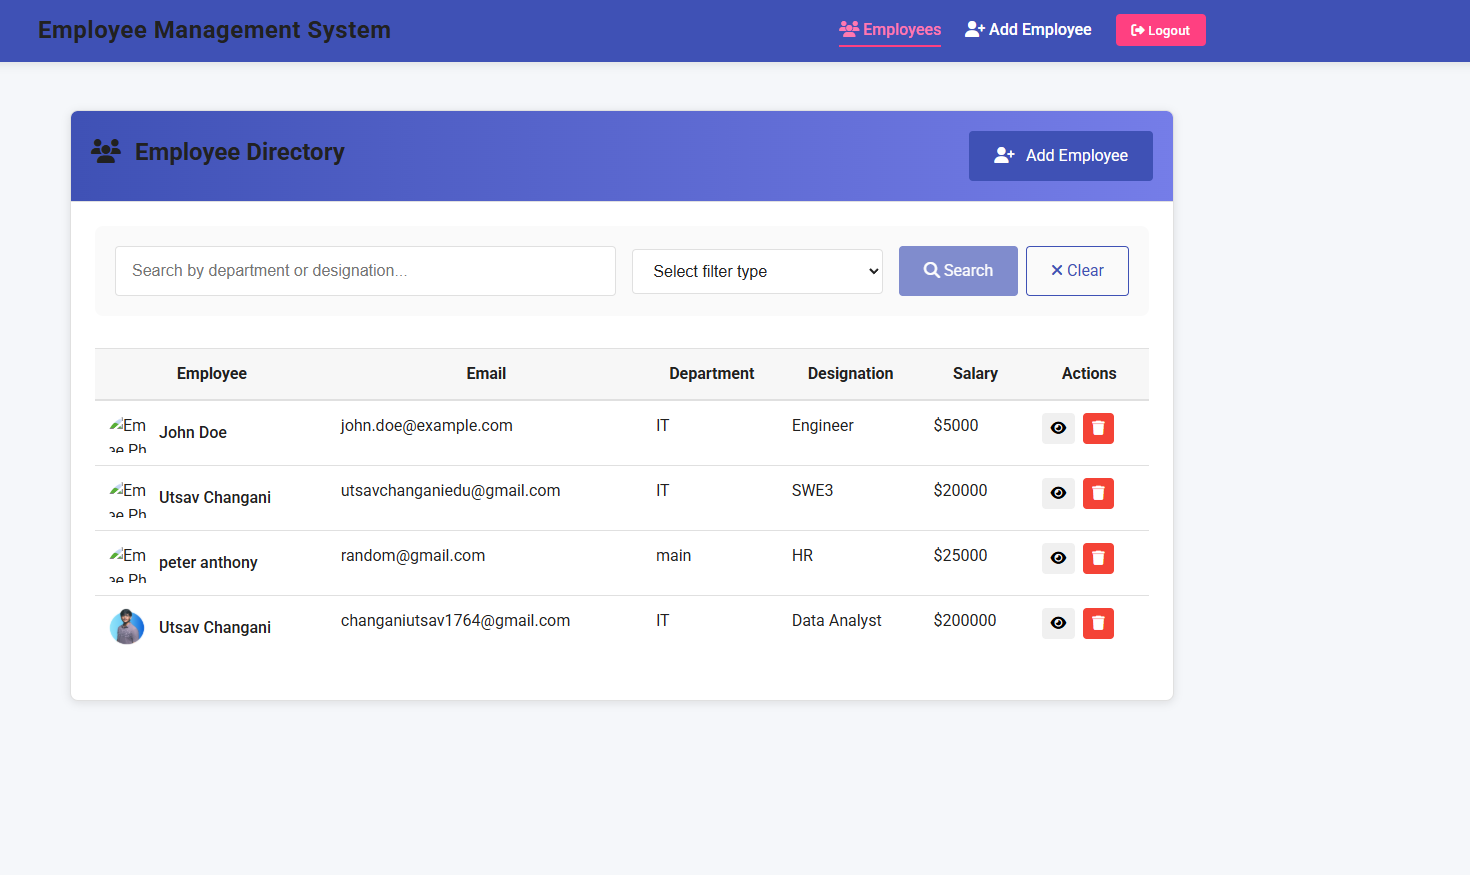 Employee Management System
Employees
Add Employee
Logout
Employee Directory
Add Employee
Search by department or designation...
Select filter type
Search
Clear
Employee Email Department Designation Salary Actions
Em
ee Ph
John Doe john.doe@example.com IT Engineer $5000
Em
ee Ph
Utsav Changani utsavchanganiedu@gmail.com IT SWE3 $20000
Em
ee Ph
peter anthony random@gmail.com main HR $25000
Utsav Changani changaniutsav1764@gmail.com IT Data Analyst $200000